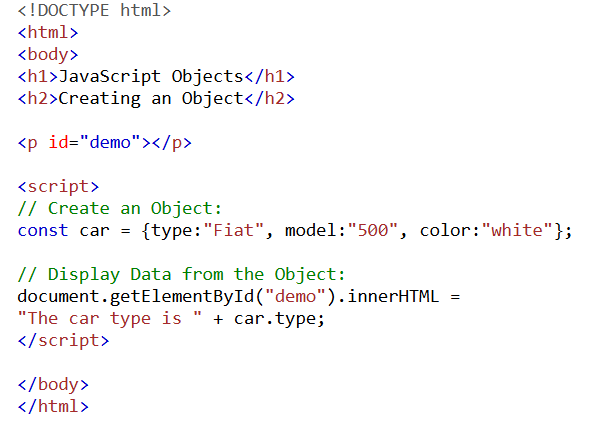 <!DOCTYPE html>
<html>
<body>
<h1>JavaScript Objects</h1>
<h2>Creating an Object</h2>
<p id="demo"></p>
<script>
// Create an Object:
const car = {type:"Fiat", model:"500", color:"white"};
// Display Data from the Object:
document.getElementById("demo").innerHTML =
"The car type is " + car.type;
</script>
</body>
</html>